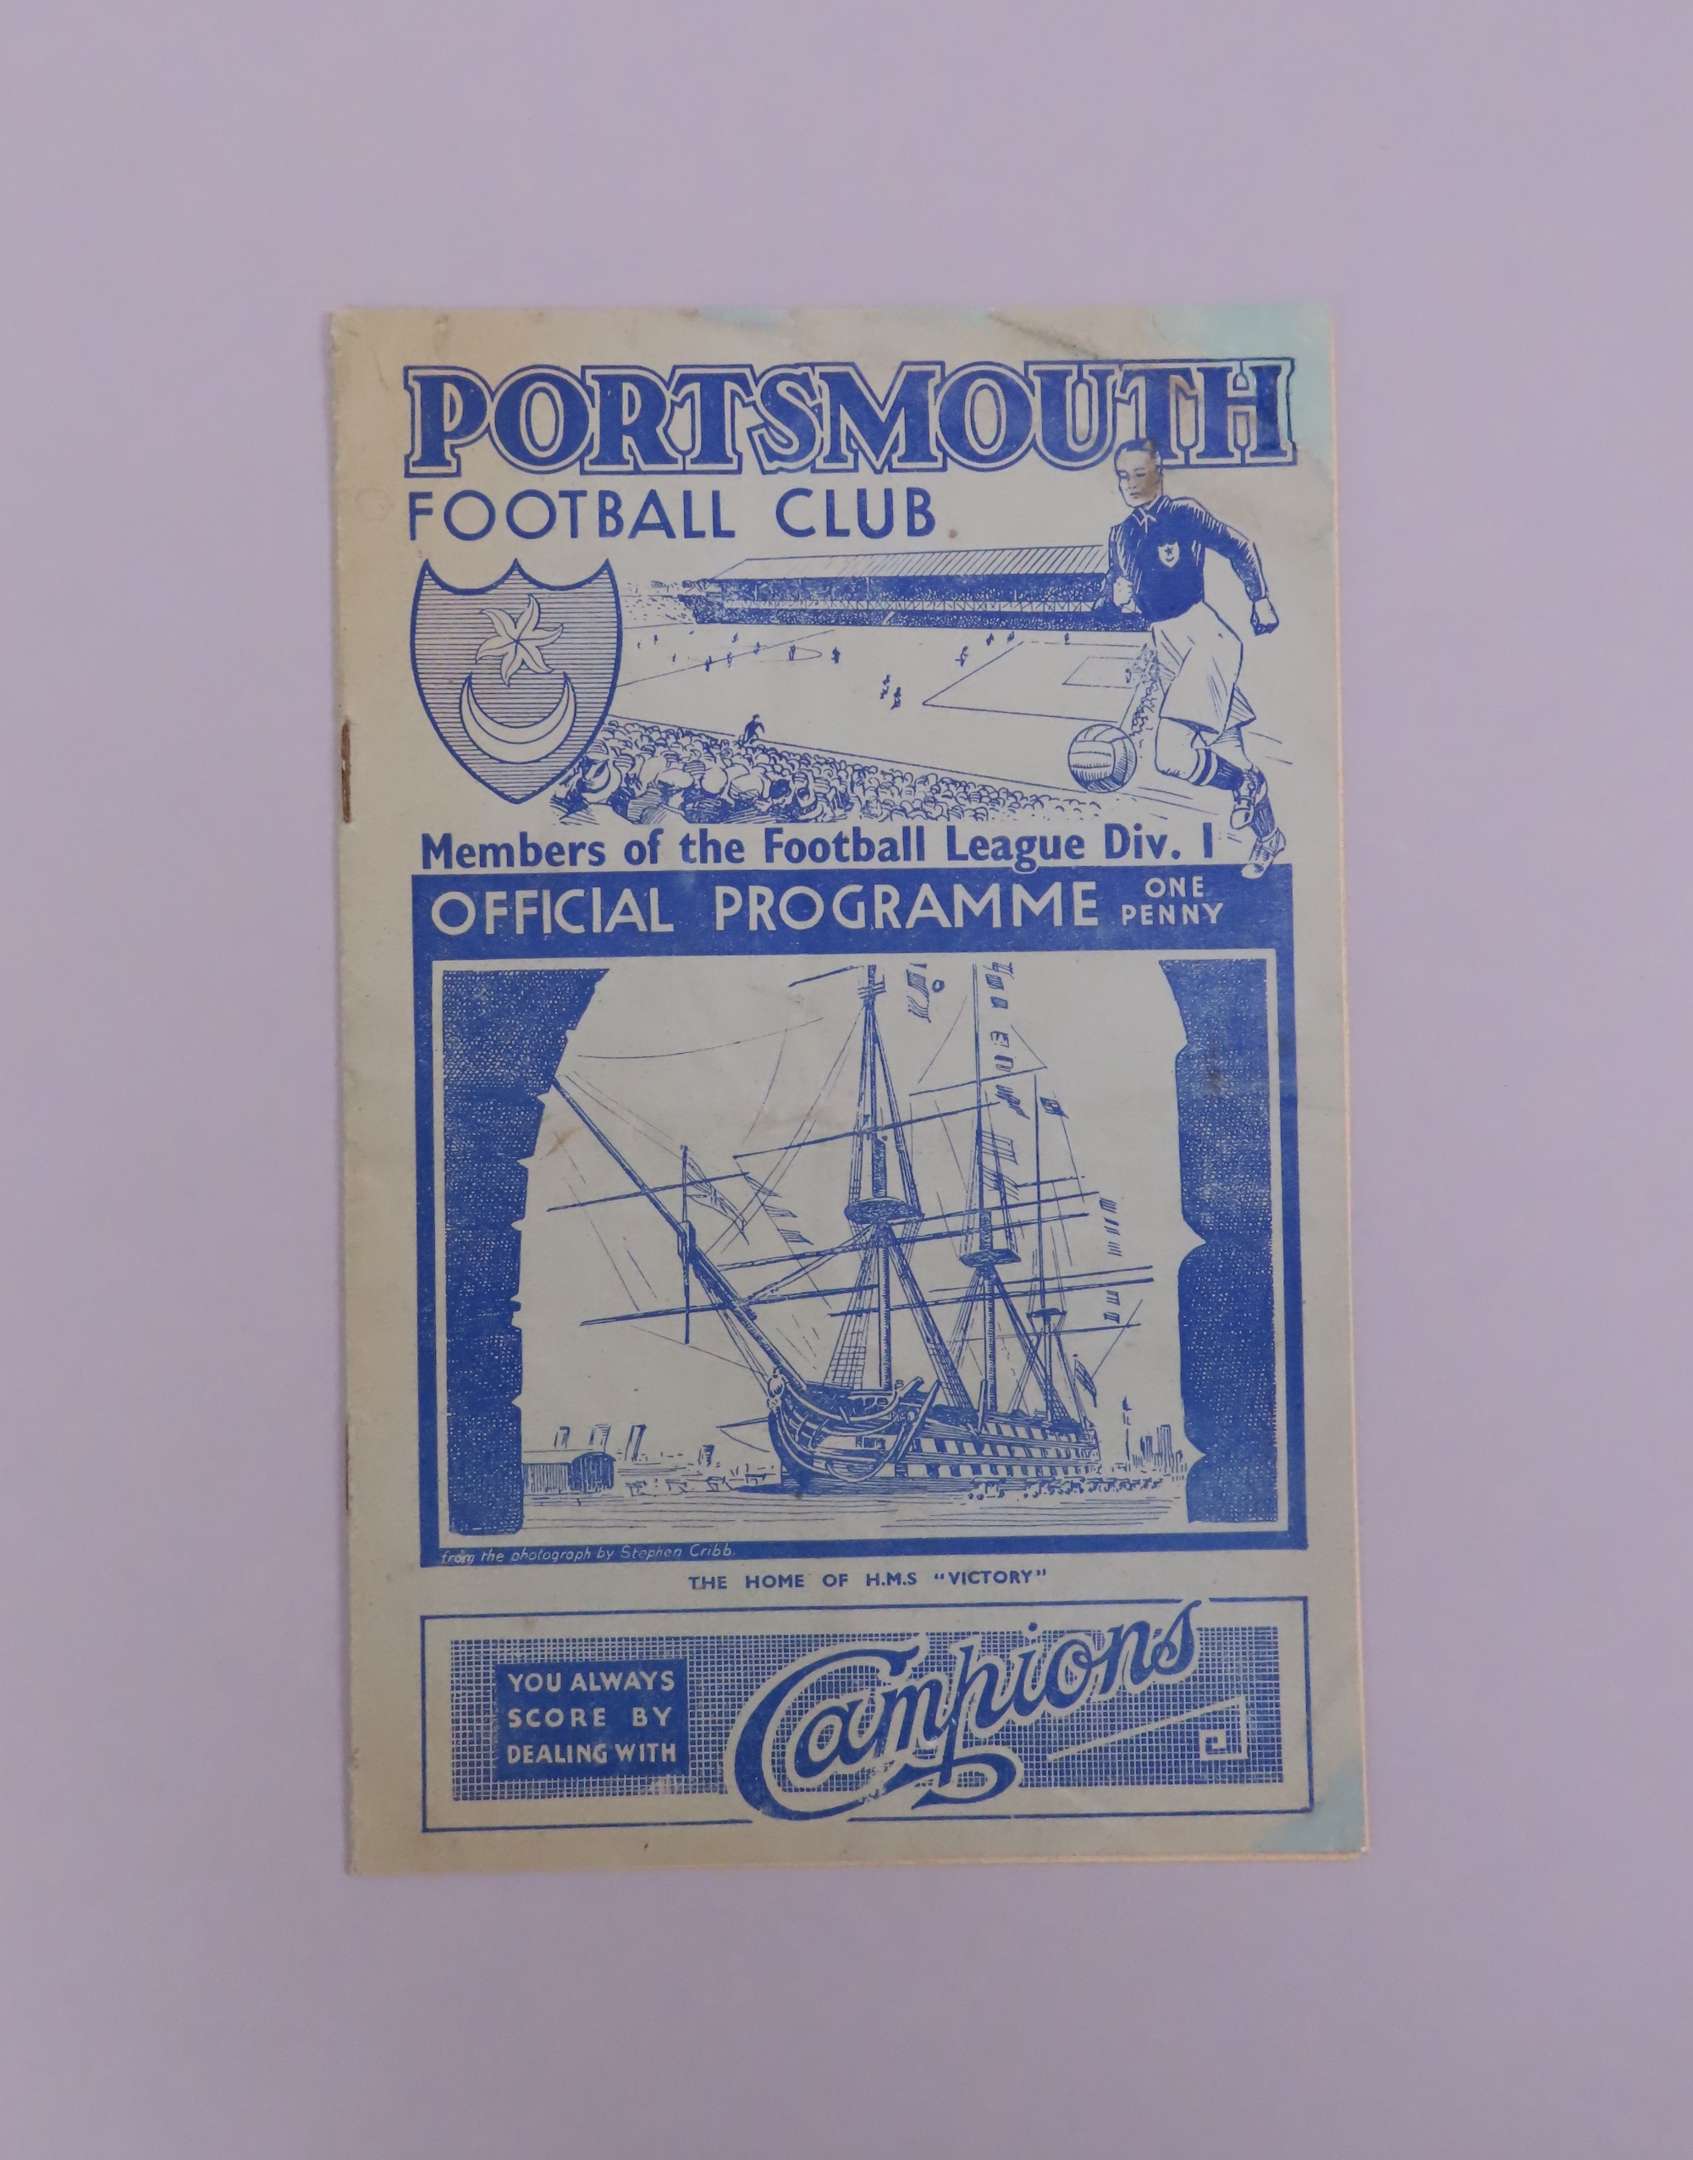 PORTSMOUTH
FOOTBALL CLUB
Members of the Football League Div. 1
OFFICIAL PROGRAMME ONE PENNY
from the photograph by Stephen Cribb.
THE HOME OF H.M.S "VICTORY"
YOU ALWAYS
SCORE BY
DEALING WITH
Campions